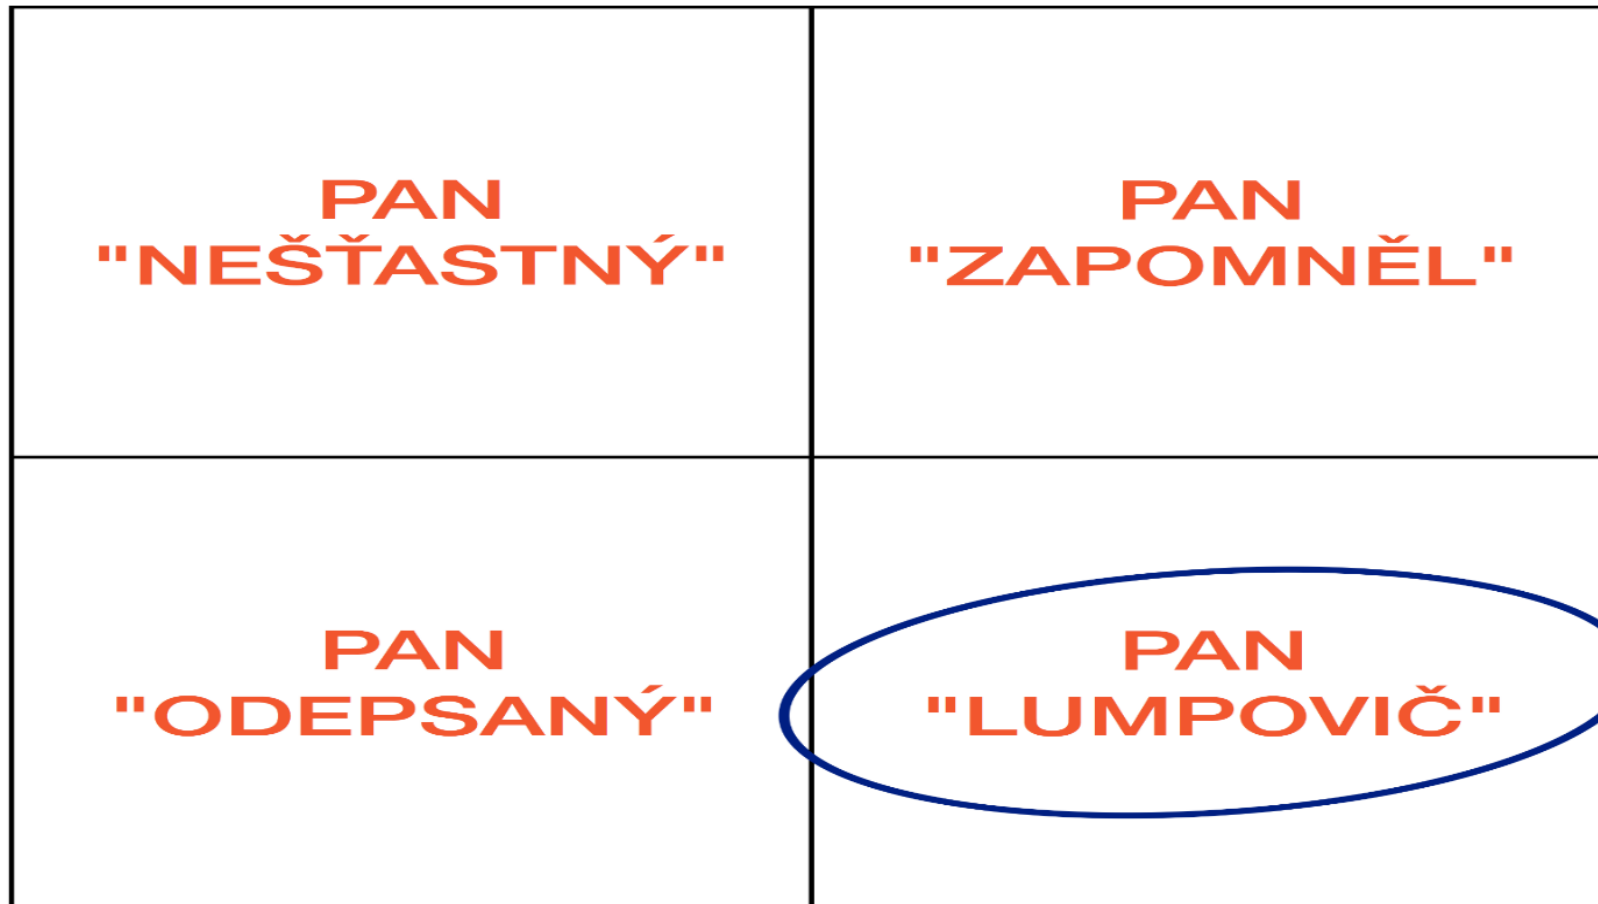 PAN
"NEŠŤASTNÝ"
PAN
"ZAPOMNĚL"
PAN
"ODEPSANÝ"
PAN
"LUMPOVIČ"